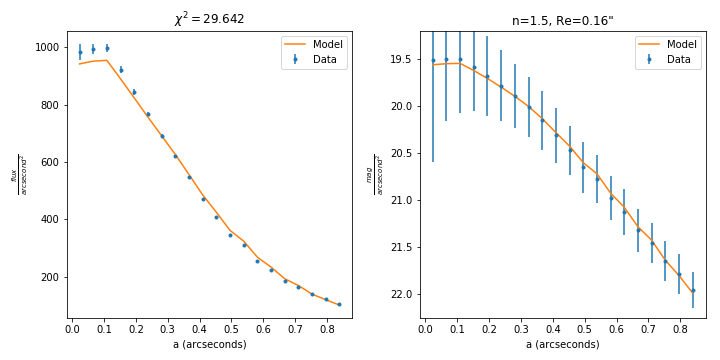 χ² = 29.642
Model
Data
flux
arcsecond²
1000
800
600
400
200
0.0 0.1 0.2 0.3 0.4 0.5 0.6 0.7 0.8
a (arcseconds)
n=1.5, Re=0.16"
Model
Data
mag
arcsecond²
19.5
20.0
20.5
21.0
21.5
22.0
0.0 0.1 0.2 0.3 0.4 0.5 0.6 0.7 0.8
a (arcseconds)